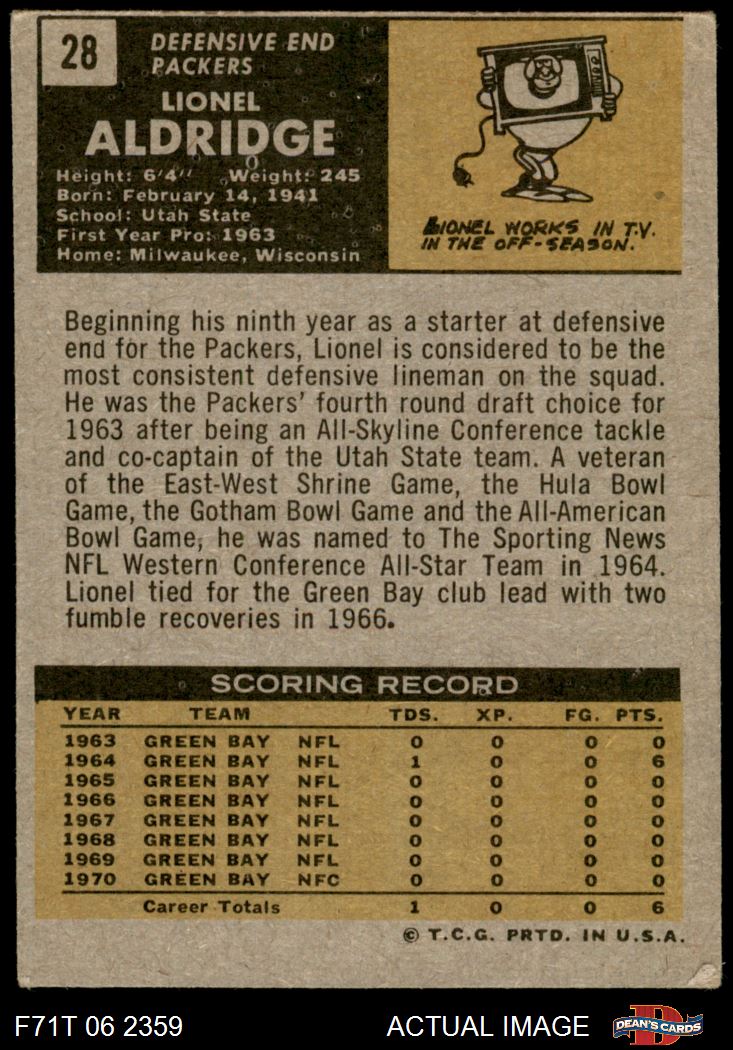 28
DEFENSIVE END
PACKERS
LIONEL
ALDRIDGE
Height: 6'4" Weight: 245
Born: February 14, 1941
School: Utah State
First Year Pro: 1963
Home: Milwaukee, Wisconsin
LIONEL WORKS IN T.V.
IN THE OFF-SEASON.
Beginning his ninth year as a starter at defensive
end for the Packers, Lionel is considered to be the
most consistent defensive lineman on the squad.
He was the Packers' fourth round draft choice for
1963 after being an All-Skyline Conference tackle
and co-captain of the Utah State team. A veteran
of the East-West Shrine Game, the Hula Bowl
Game, the Gotham Bowl Game and the All-American
Bowl Game, he was named to The Sporting News
NFL Western Conference All-Star Team in 1964.
Lionel tied for the Green Bay club lead with two
fumble recoveries in 1966.
SCORING RECORD
YEAR TEAM TDS. XP. FG. PTS.
1963 GREEN BAY NFL 0 0 0 0
1964 GREEN BAY NFL 1 0 0 6
1965 GREEN BAY NFL 0 0 0 0
1966 GREEN BAY NFL 0 0 0 0
1967 GREEN BAY NFL 0 0 0 0
1968 GREEN BAY NFL 0 0 0 0
1969 GREEN BAY NFL 0 0 0 0
1970 GREEN BAY NFC 0 0 0 0
Career Totals 1 0 0 6
© T.C.G. PRTD. IN U.S.A.
F71T 06 2359 ACTUAL IMAGE D DEAN'S CARDS